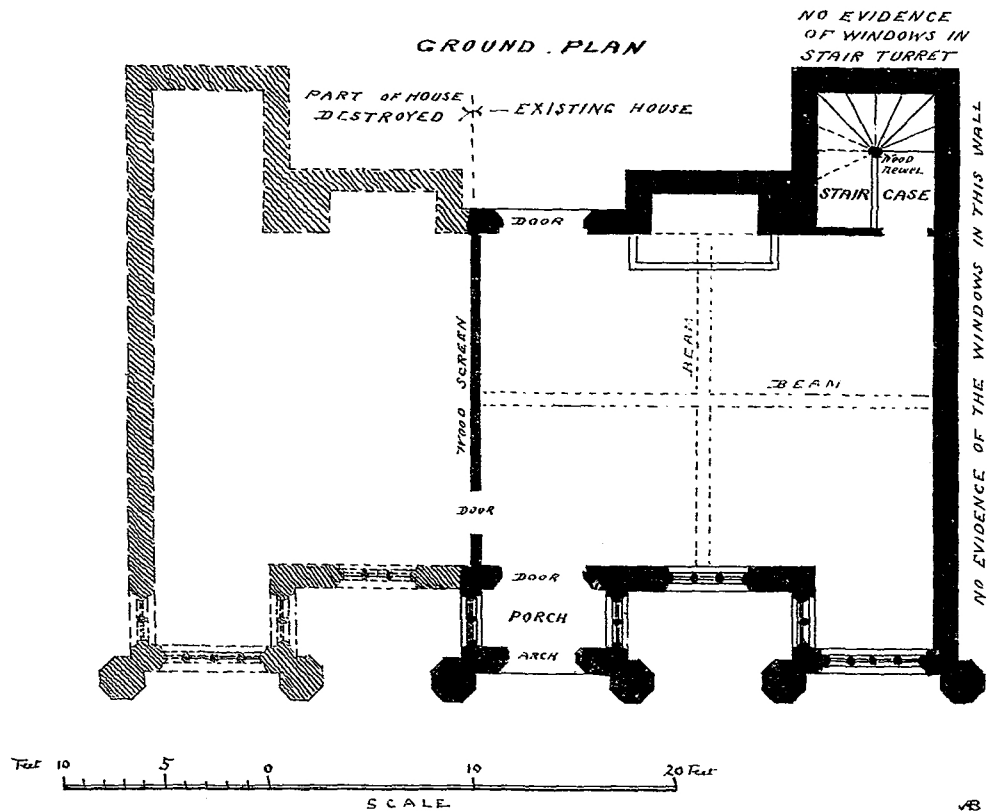 NO EVIDENCE
OF WINDOWS IN
STAIR TURRET
GROUND . PLAN
PART OF HOUSE
DESTROYED
EXISTING HOUSE
WOOD
NEWEL
STAIR CASE
DOOR
NO EVIDENCE OF THE WINDOWS IN THIS WALL
WOOD SCREEN
BEAM
BEAM
DOOR
DOOR
PORCH
ARCH
Feet 10 5 0 10 20 Feet
SCALE
AB